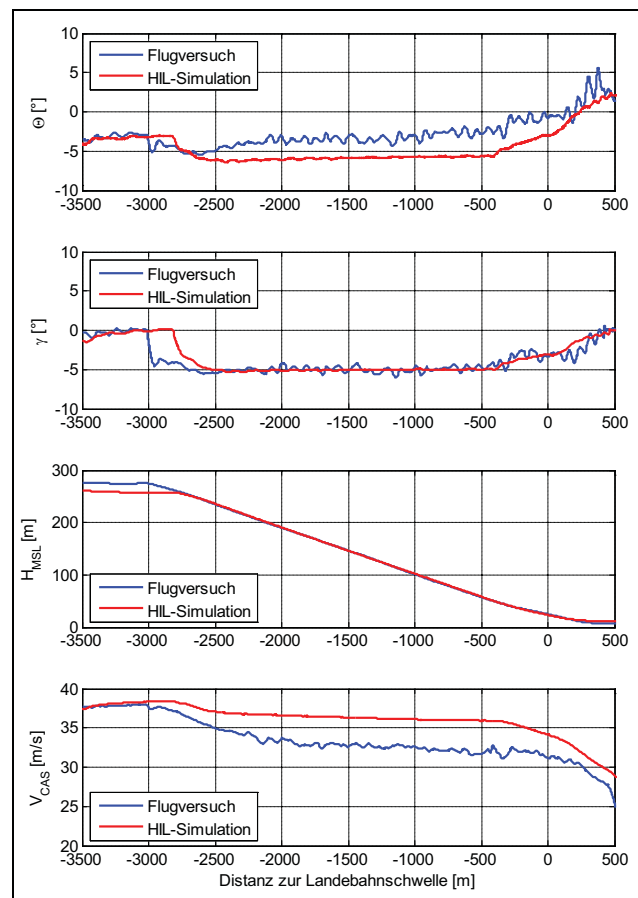 10
5
0
-5
-10
Θ [°]
Flugversuch
HIL-Simulation
-3500 -3000 -2500 -2000 -1500 -1000 -500 0 500
10
5
0
-5
-10
γ [°]
Flugversuch
HIL-Simulation
-3500 -3000 -2500 -2000 -1500 -1000 -500 0 500
300
200
100
0
H_MSL [m]
Flugversuch
HIL-Simulation
-3500 -3000 -2500 -2000 -1500 -1000 -500 0 500
40
35
30
25
20
V_CAS [m/s]
Flugversuch
HIL-Simulation
-3500 -3000 -2500 -2000 -1500 -1000 -500 0 500
Distanz zur Landebahnschwelle [m]